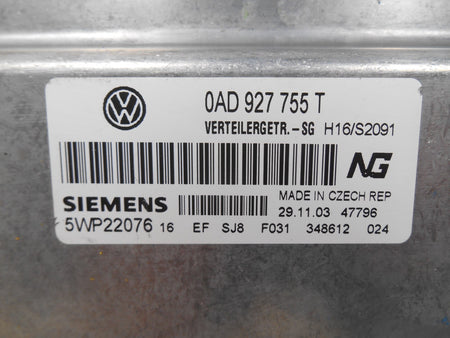 0AD 927 755 T
VERTEILERGETR.-SG H16/S2091
NG
SIEMENS MADE IN CZECH REP
29.11.03 47796
5WP22076 16 EF SJ8 F031 348612 024